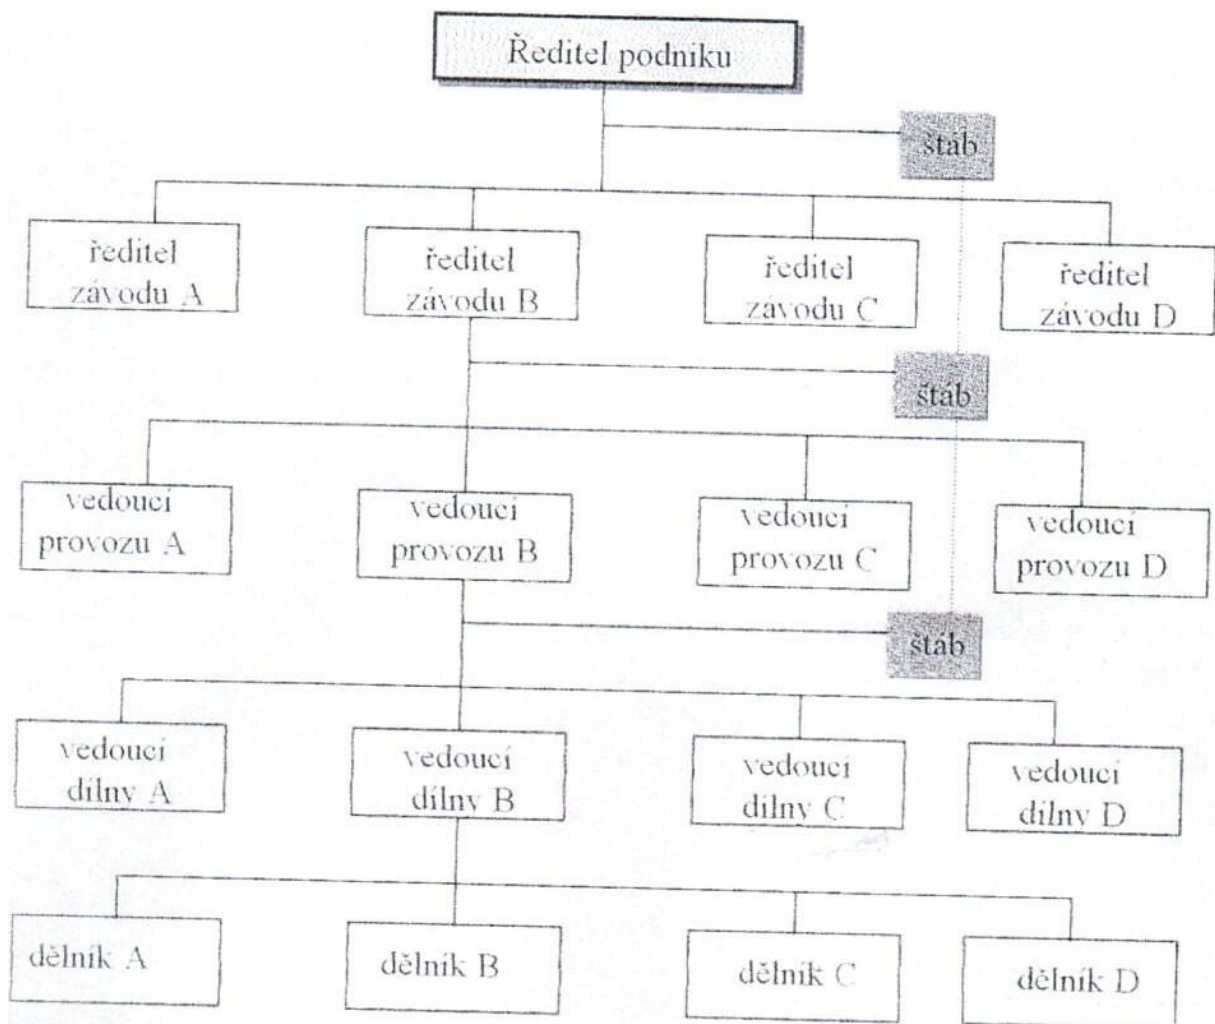 Ředitel podniku
štáb
ředitel
závodu A
ředitel
závodu B
ředitel
závodu C
ředitel
závodu D
štáb
vedoucí
provozu A
vedoucí
provozu B
vedoucí
provozu C
vedoucí
provozu D
štáb
vedoucí
dílny A
vedoucí
dílny B
vedoucí
dílny C
vedoucí
dílny D
dělník A
dělník B
dělník C
dělník D